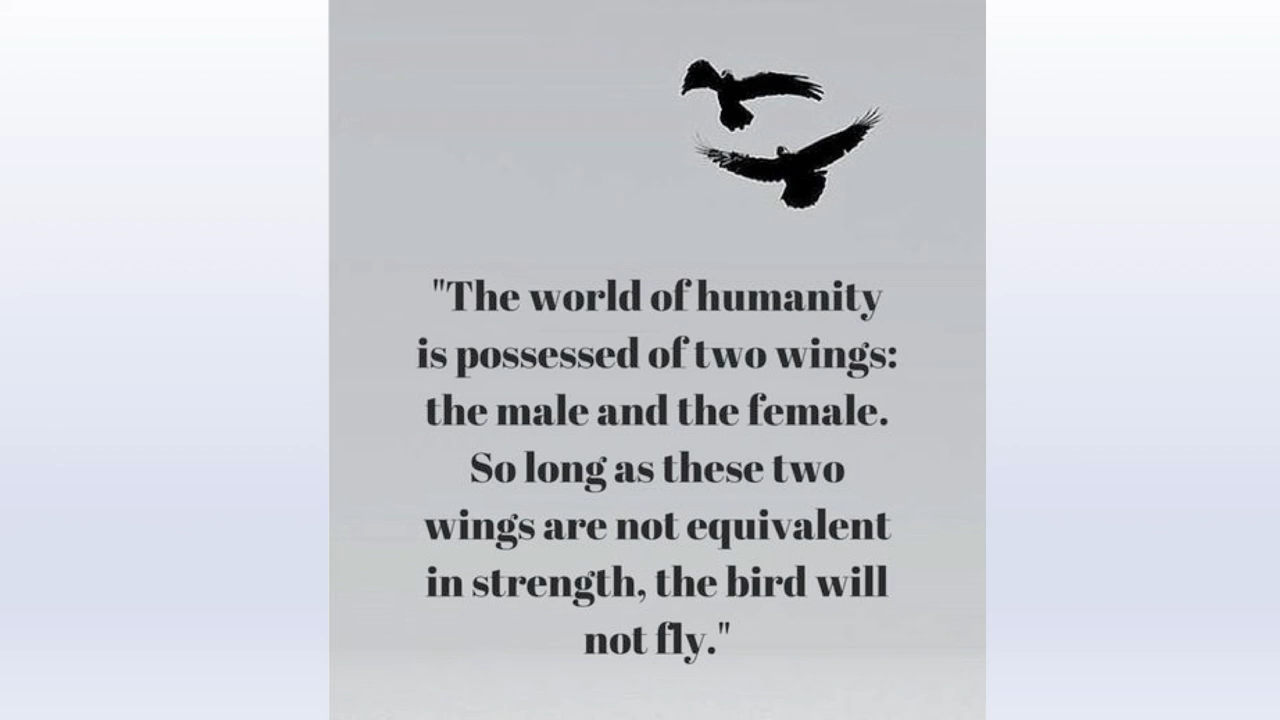 "The world of humanity
is possessed of two wings:
the male and the female.
So long as these two
wings are not equivalent
in strength, the bird will
not fly."